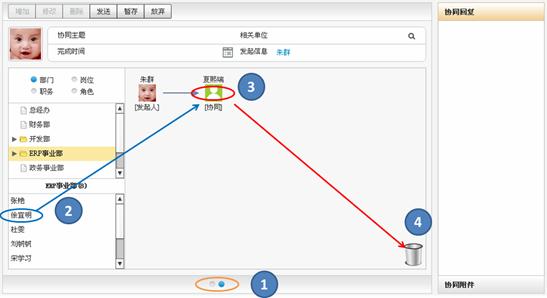 增加 修改 删除 发送 暂存 放弃
协同回复
协同主题
相关单位
完成时间
发起信息 朱群
部门 岗位
职务 角色
总经办
财务部
开发部
ERP事业部
政务事业部
ERP事业部(8)
张艳
徐宜明
杜雯
刘帆帆
宋学习
朱群
[发起人]
夏熙瑞
[协同]
3
2
4
1
协同附件